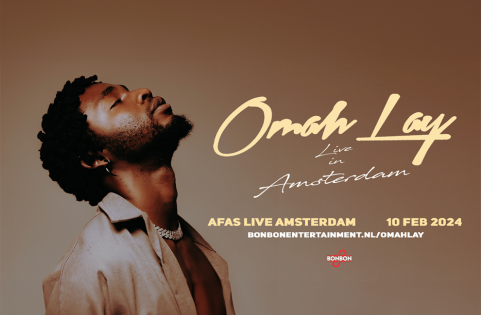 Omah Lay
Live
in
Amsterdam
AFAS LIVE AMSTERDAM 10 FEB 2024
BONBONENTERTAINMENT.NL/OMAHLAY
BONBON